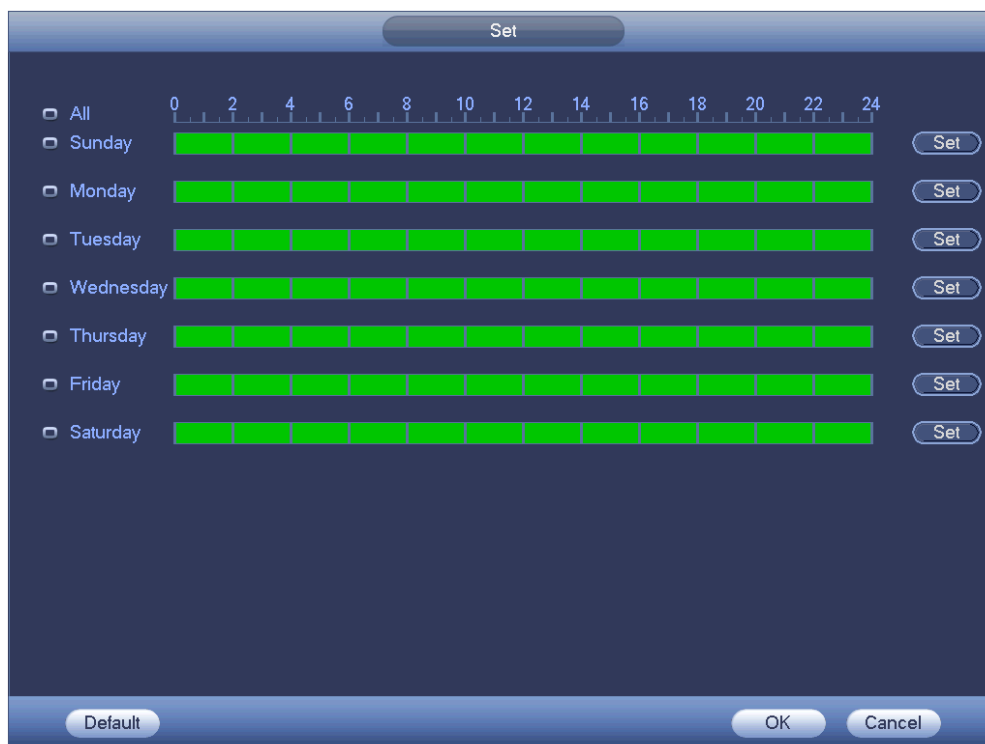 Set
All 0 2 4 6 8 10 12 14 16 18 20 22 24
Sunday Set
Monday Set
Tuesday Set
Wednesday Set
Thursday Set
Friday Set
Saturday Set
Default OK Cancel